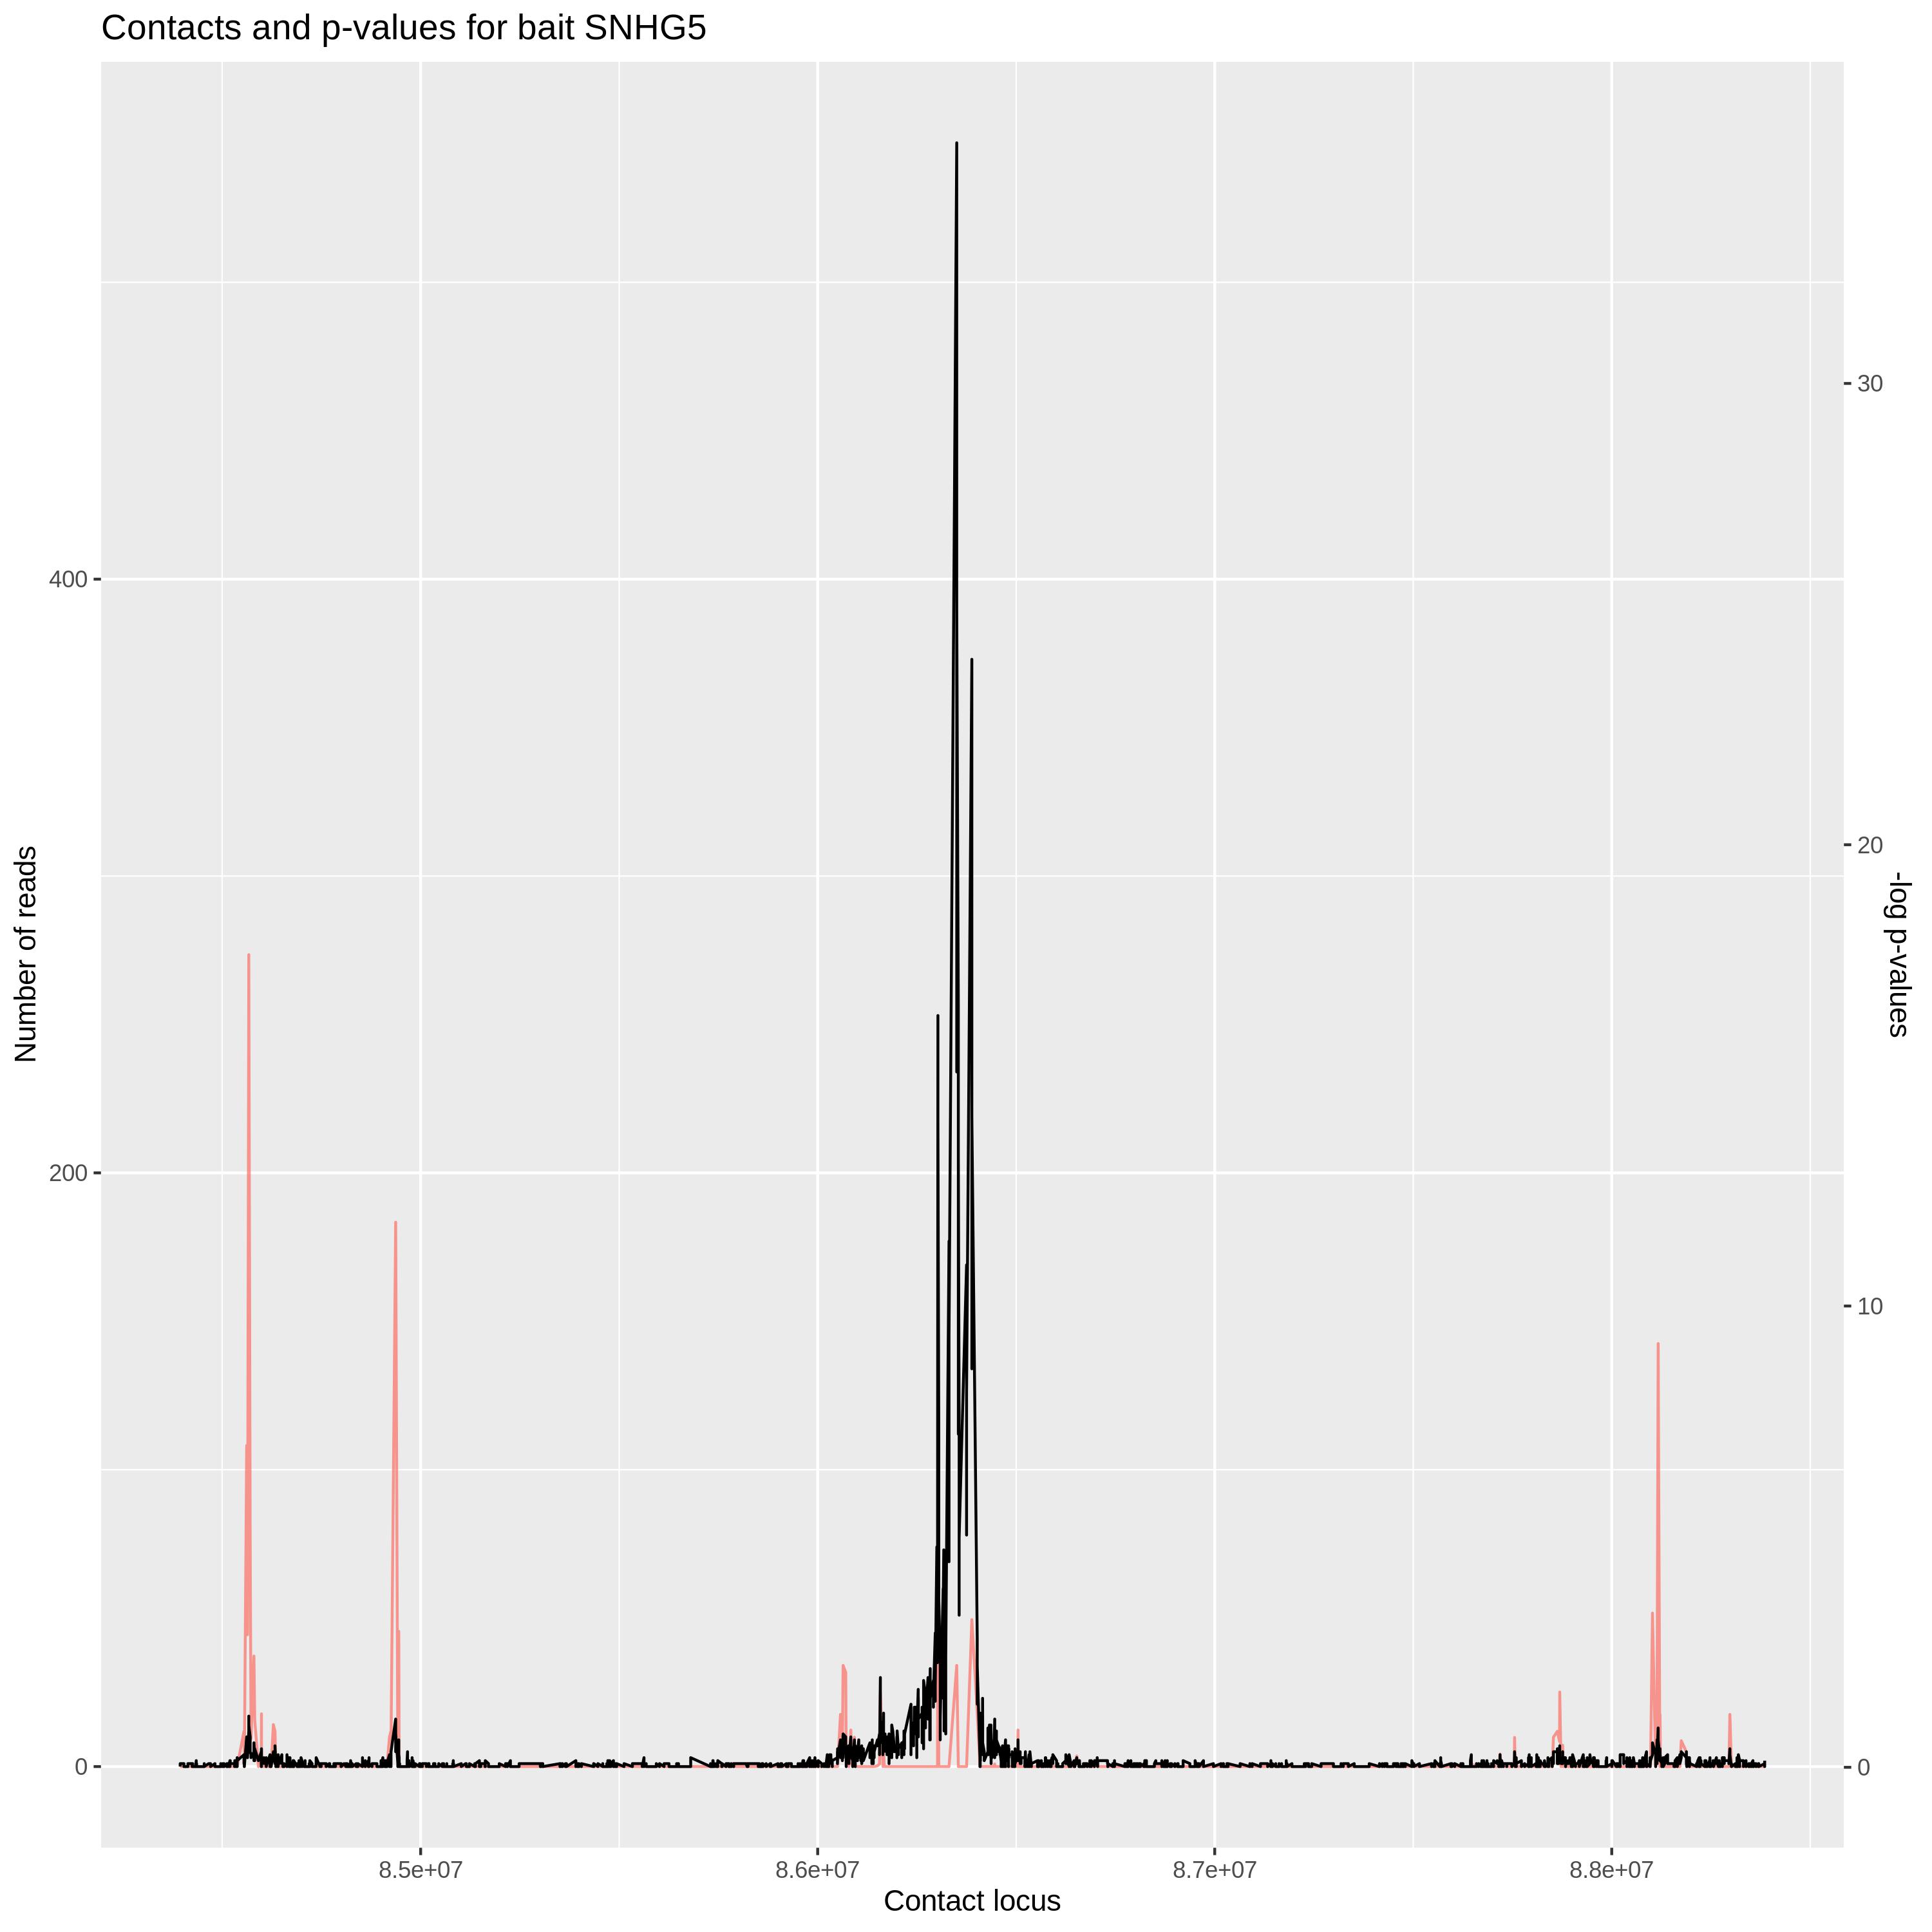 Contacts and p-values for bait SNHG5
Number of reads
400
200
0
30
20
10
0
-log p-values
8.5e+07
8.6e+07
8.7e+07
8.8e+07
Contact locus